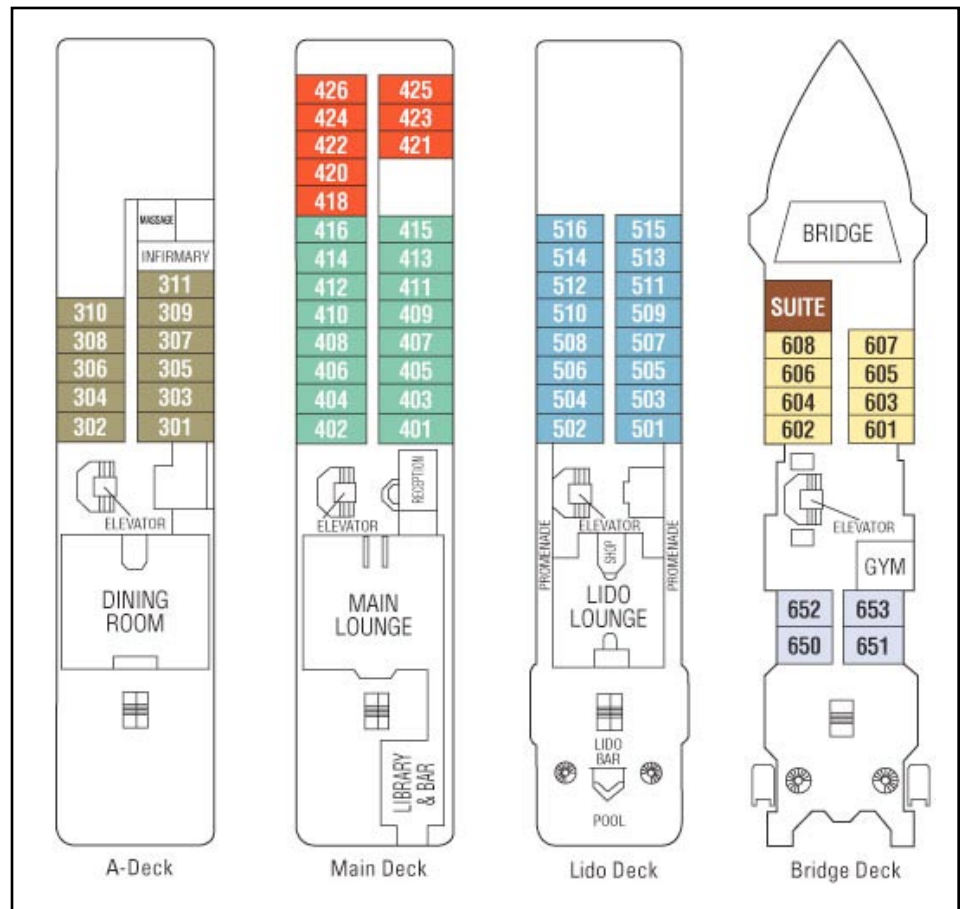 MASSAGE
INFIRMARY
311
310 309
308 307
306 305
304 303
302 301
ELEVATOR
DINING
ROOM
A-Deck
426 425
424 423
422 421
420
418
416 415
414 413
412 411
410 409
408 407
406 405
404 403
402 401
RECEPTION
ELEVATOR
MAIN
LOUNGE
LIBRARY
& BAR
Main Deck
516 515
514 513
512 511
510 509
508 507
506 505
504 503
502 501
ELEVATOR
PROMENADE
SHOP
PROMENADE
LIDO
LOUNGE
LIDO
BAR
POOL
Lido Deck
BRIDGE
SUITE
608 607
606 605
604 603
602 601
ELEVATOR
GYM
652 653
650 651
Bridge Deck